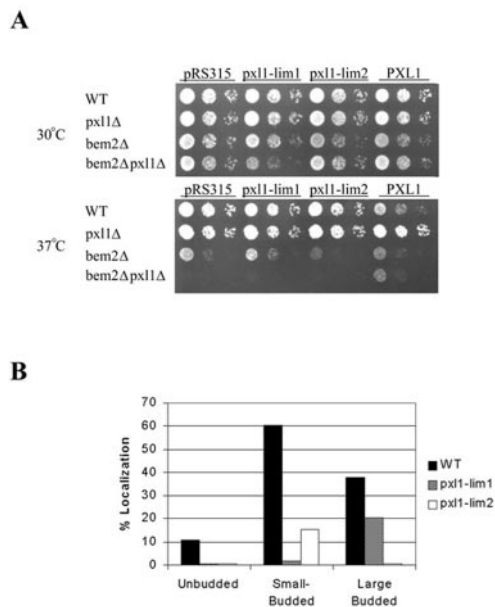 A
pRS315 pxl1-lim1 pxl1-lim2 PXL1
WT
pxl1Δ
30°C
bem2Δ
bem2Δpxl1Δ
pRS315 pxl1-lim1 pxl1-lim2 PXL1
WT
pxl1Δ
37°C
bem2Δ
bem2Δpxl1Δ
B
70
60
50
40
30
20
10
0
% Localization
Unbudded
Small-
Budded
Large
Budded
WT
pxl1-lim1
pxl1-lim2